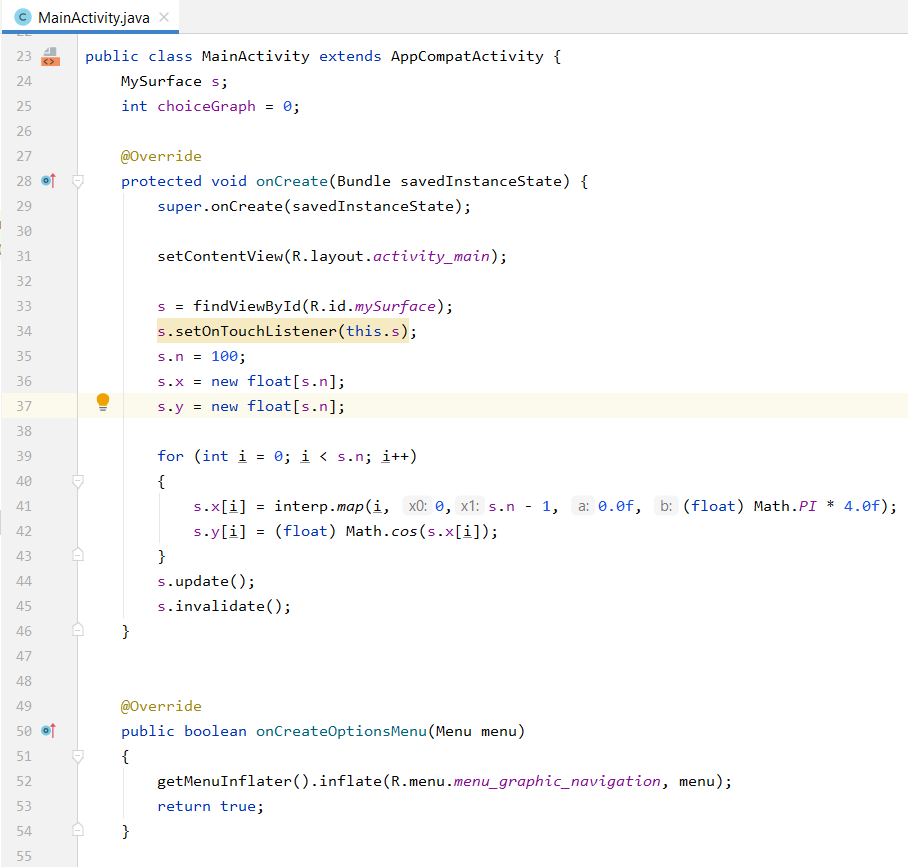 C MainActivity.java
23 public class MainActivity extends AppCompatActivity {
24 MySurface s;
25 int choiceGraph = 0;
26
27 @Override
28 protected void onCreate(Bundle savedInstanceState) {
29 super.onCreate(savedInstanceState);
30
31 setContentView(R.layout.activity_main);
32
33 s = findViewById(R.id.mySurface);
34 s.setOnTouchListener(this.s);
35 s.n = 100;
36 s.x = new float[s.n];
37 s.y = new float[s.n];
38
39 for (int i = 0; i < s.n; i++)
40 {
41 s.x[i] = interp.map(i, x0: 0, x1: s.n - 1, a: 0.0f, b: (float) Math.PI * 4.0f);
42 s.y[i] = (float) Math.cos(s.x[i]);
43 }
44 s.update();
45 s.invalidate();
46 }
47
48
49 @Override
50 public boolean onCreateOptionsMenu(Menu menu)
51 {
52 getMenuInflater().inflate(R.menu.menu_graphic_navigation, menu);
53 return true;
54 }
55